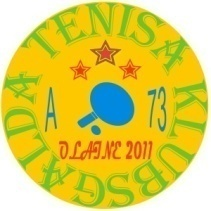 GALDA TENISA KLUBS
A 73
OLAINE 2011